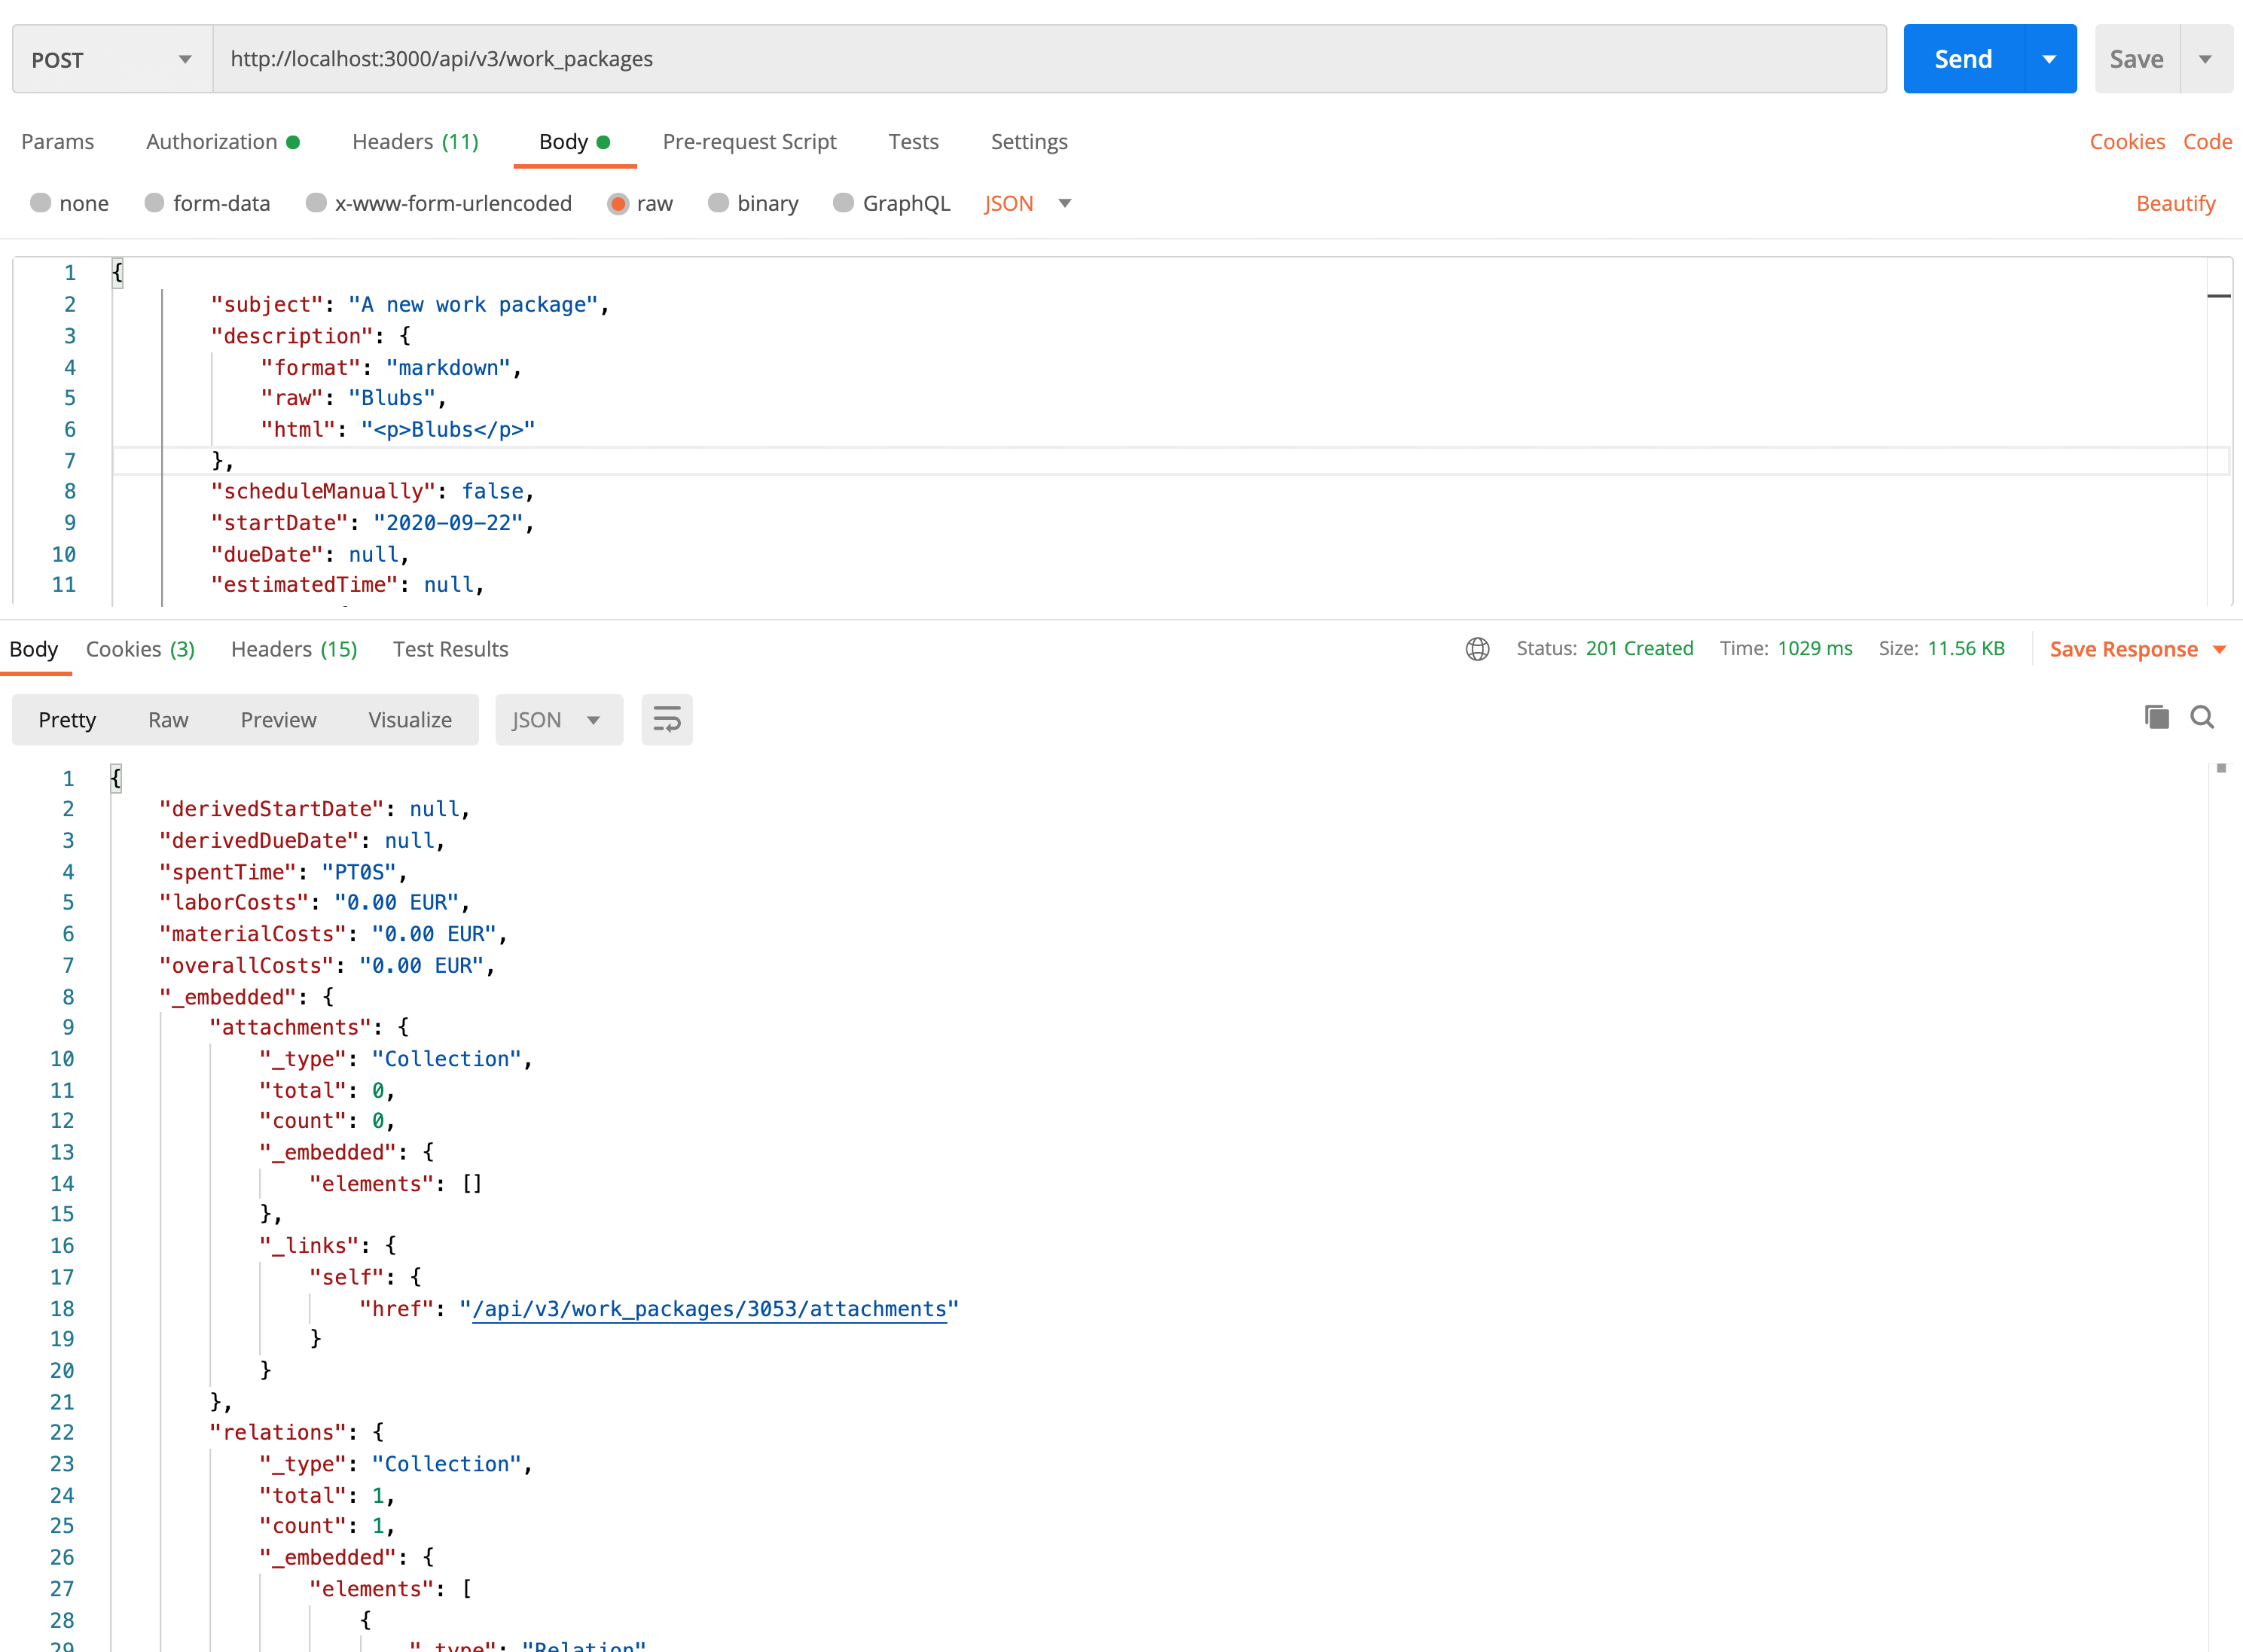 POST http://localhost:3000/api/v3/work_packages Send Save
Params Authorization Headers (11) Body Pre-request Script Tests Settings Cookies Code
none form-data x-www-form-urlencoded raw binary GraphQL JSON Beautify
1 {
2 "subject": "A new work package",
3 "description": {
4 "format": "markdown",
5 "raw": "Blubs",
6 "html": "<p>Blubs</p>"
7 },
8 "scheduleManually": false,
9 "startDate": "2020-09-22",
10 "dueDate": null,
11 "estimatedTime": null,
Body Cookies (3) Headers (15) Test Results Status: 201 Created Time: 1029 ms Size: 11.56 KB Save Response
Pretty Raw Preview Visualize JSON
1 {
2 "derivedStartDate": null,
3 "derivedDueDate": null,
4 "spentTime": "PT0S",
5 "laborCosts": "0.00 EUR",
6 "materialCosts": "0.00 EUR",
7 "overallCosts": "0.00 EUR",
8 "_embedded": {
9 "attachments": {
10 "_type": "Collection",
11 "total": 0,
12 "count": 0,
13 "_embedded": {
14 "elements": []
15 },
16 "_links": {
17 "self": {
18 "href": "/api/v3/work_packages/3053/attachments"
19 }
20 }
21 },
22 "relations": {
23 "_type": "Collection",
24 "total": 1,
25 "count": 1,
26 "_embedded": {
27 "elements": [
28 {
29 "_type": "Relation"